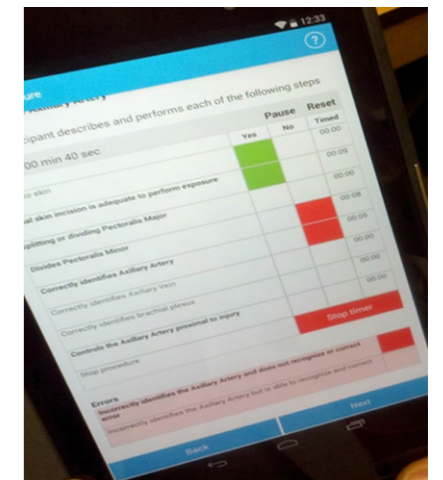 12:33
ure
?
Axillary Artery
cipant describes and performs each of the following steps
00 min 40 sec
Pause Reset
Yes No Timed
o skin 00:00
al skin incision is adequate to perform exposure 00:09
splitting or dividing Pectoralis Major 00:00
Divides Pectoralis Minor 00:08
Correctly identifies Axillary Artery 00:05
Correctly identifies Axillary Vein 00:00
Correctly identifies brachial plexus 00:00
Controls the Axillary Artery proximal to injury 00:00
Stop procedure
Stop timer
Errors
Incorrectly identifies the Axillary Artery and does not recognize or correct
error
Incorrectly identifies the Axillary Artery but is able to recognize and correct
Back Next